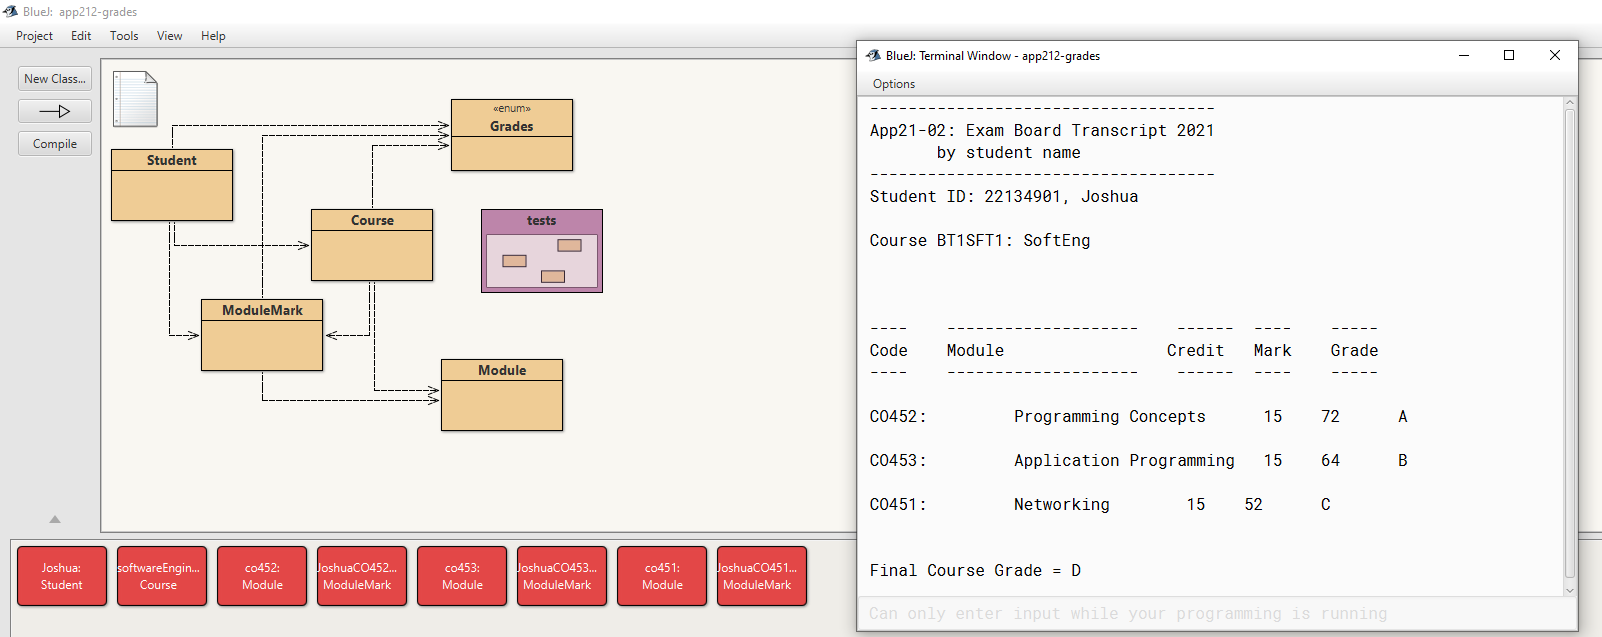 BlueJ: app212-grades
Project Edit Tools View Help
New Class...
Compile
Student
«enum»
Grades
Course
tests
ModuleMark
Module
Joshua:
Student
softwareEngin...
Course
co452:
Module
JoshuaCO452...
ModuleMark
co453:
Module
JoshuaCO453...
ModuleMark
co451:
Module
JoshuaCO451...
ModuleMark
BlueJ: Terminal Window - app212-grades
Options
------------------------------------
App21-02: Exam Board Transcript 2021
by student name
------------------------------------
Student ID: 22134901, Joshua
Course BT1SFT1: SoftEng
---- -------------------- ------ ---- -----
Code Module Credit Mark Grade
---- -------------------- ------ ---- -----
CO452: Programming Concepts 15 72 A
CO453: Application Programming 15 64 B
CO451: Networking 15 52 C
Final Course Grade = D
Can only enter input while your programming is running